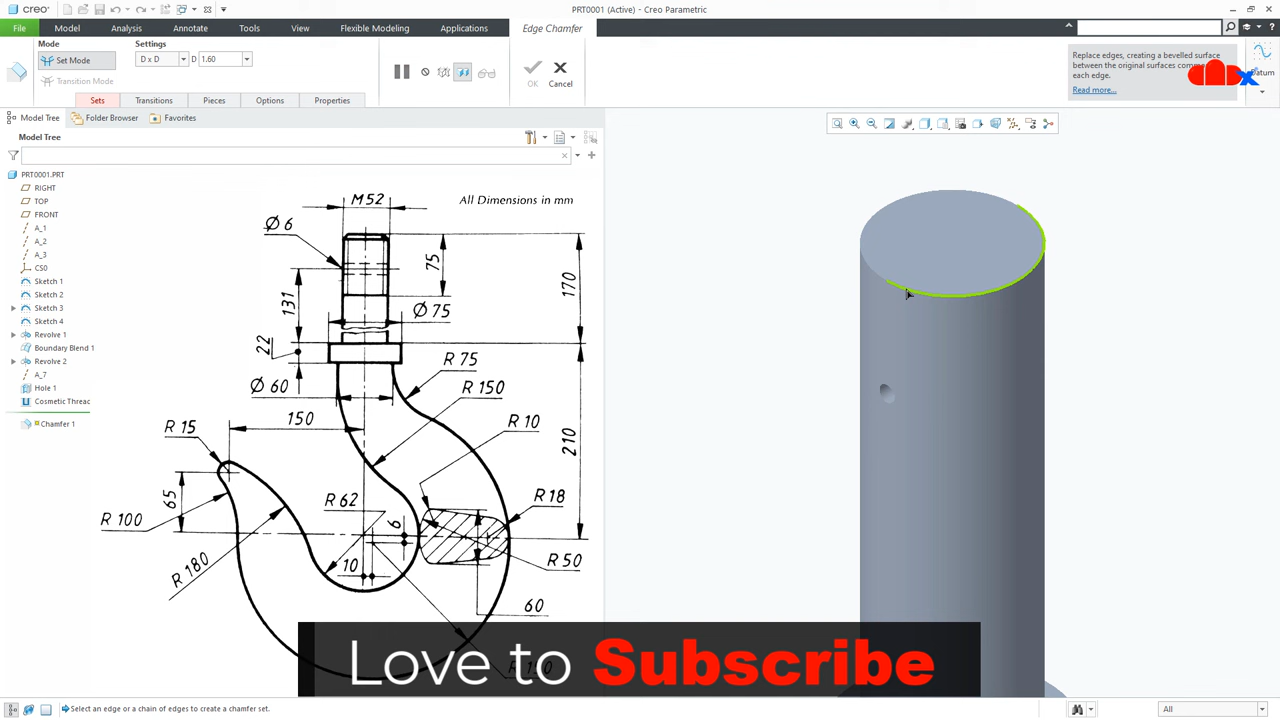 creo
PRT0001 (Active) - Creo Parametric
File
Model
Analysis
Annotate
Tools
View
Flexible Modeling
Applications
Edge Chamfer
Mode
Settings
Set Mode
D x D
D
1.60
Transition Mode
OK
Cancel
Sets
Transitions
Pieces
Options
Properties
Replace edges, creating a bevelled surface
between the original surfaces
each edge.
Read more...
Datum
Model Tree
Folder Browser
Favorites
Model Tree
PRT0001.PRT
RIGHT
TOP
FRONT
A_1
A_2
A_3
CS0
Sketch 1
Sketch 2
Sketch 3
Sketch 4
Revolve 1
Boundary Blend 1
Revolve 2
A_7
Hole 1
Cosmetic Threac
Chamfer 1
M52
All Dimensions in mm
Ø 6
75
170
131
Ø 75
22
R 75
Ø 60
R 150
150
R 10
R 15
210
65
R 62
R 18
R 100
6
R 180
10
R 50
60
Love to Subscribe
Select an edge or a chain of edges to create a chamfer set.
All